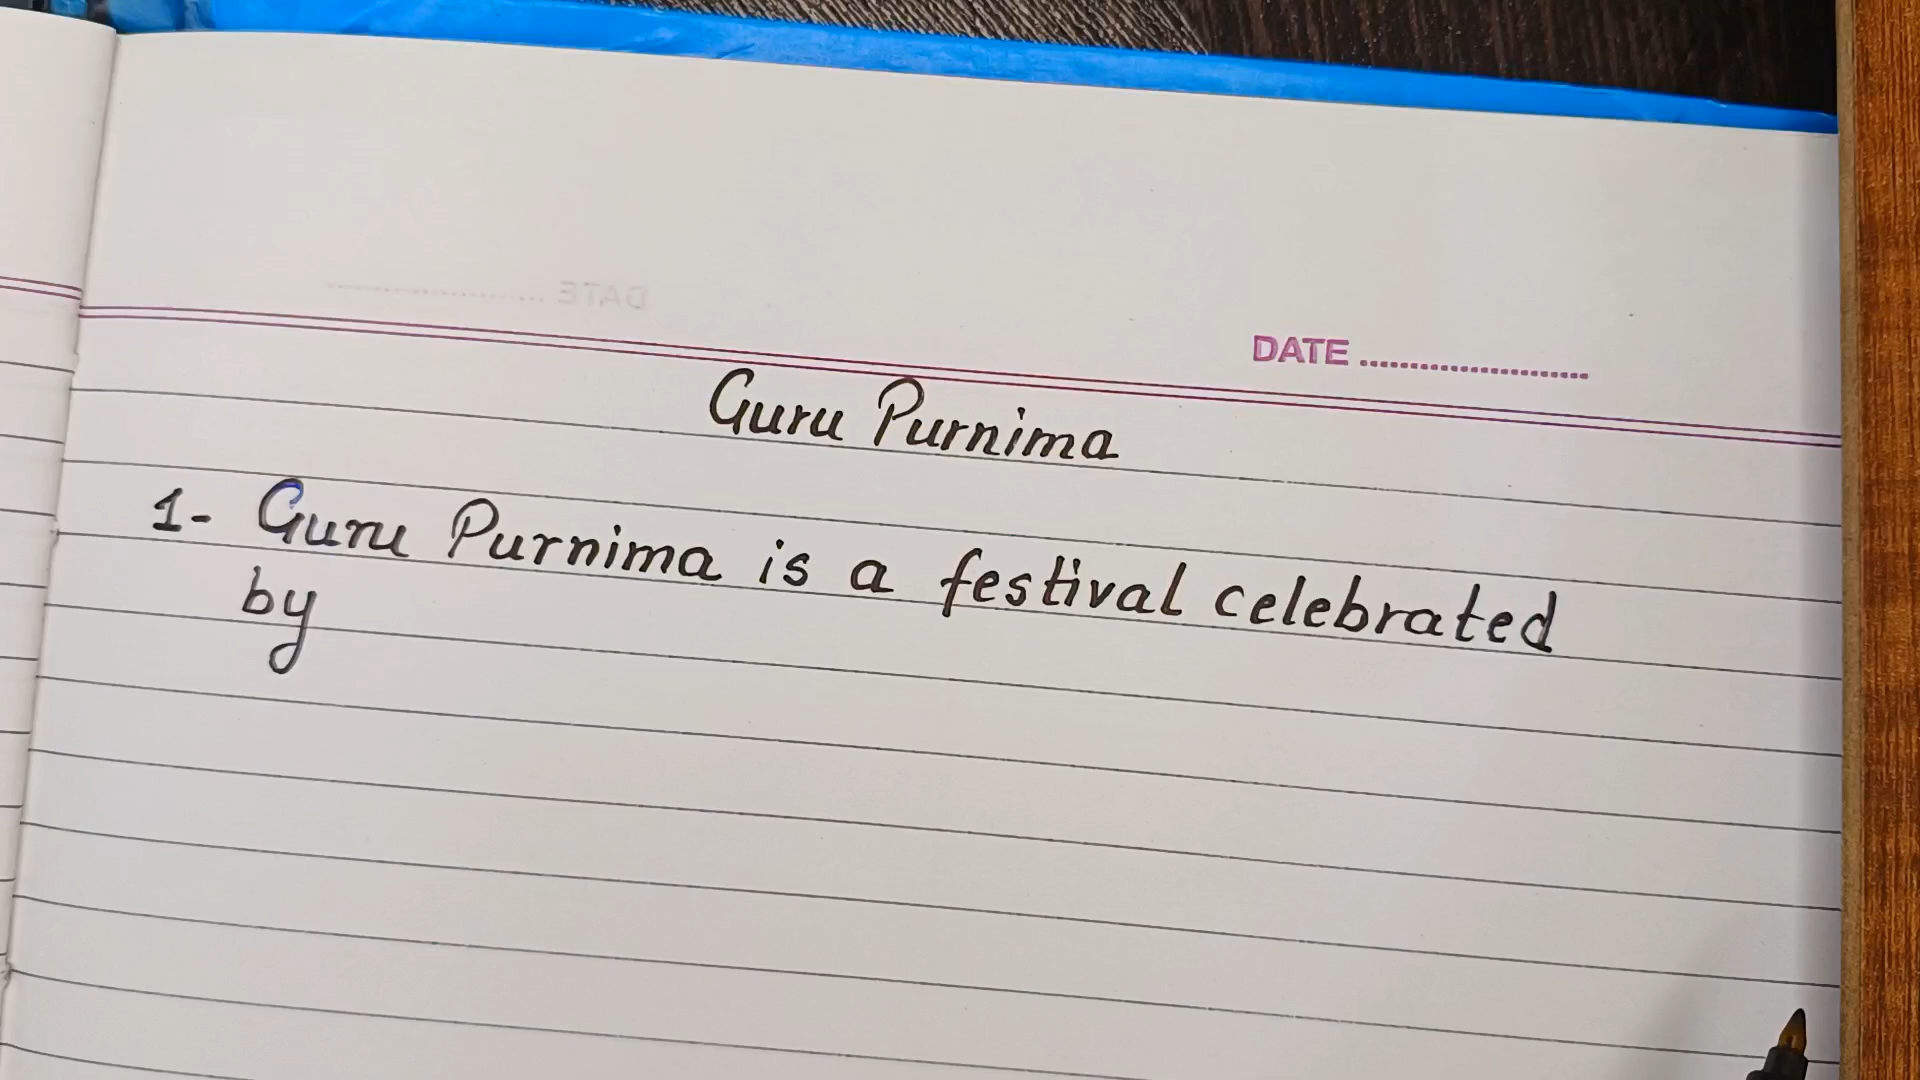 DATE ........................
Guru Purnima
1- Guru Purnima is a festival celebrated
by